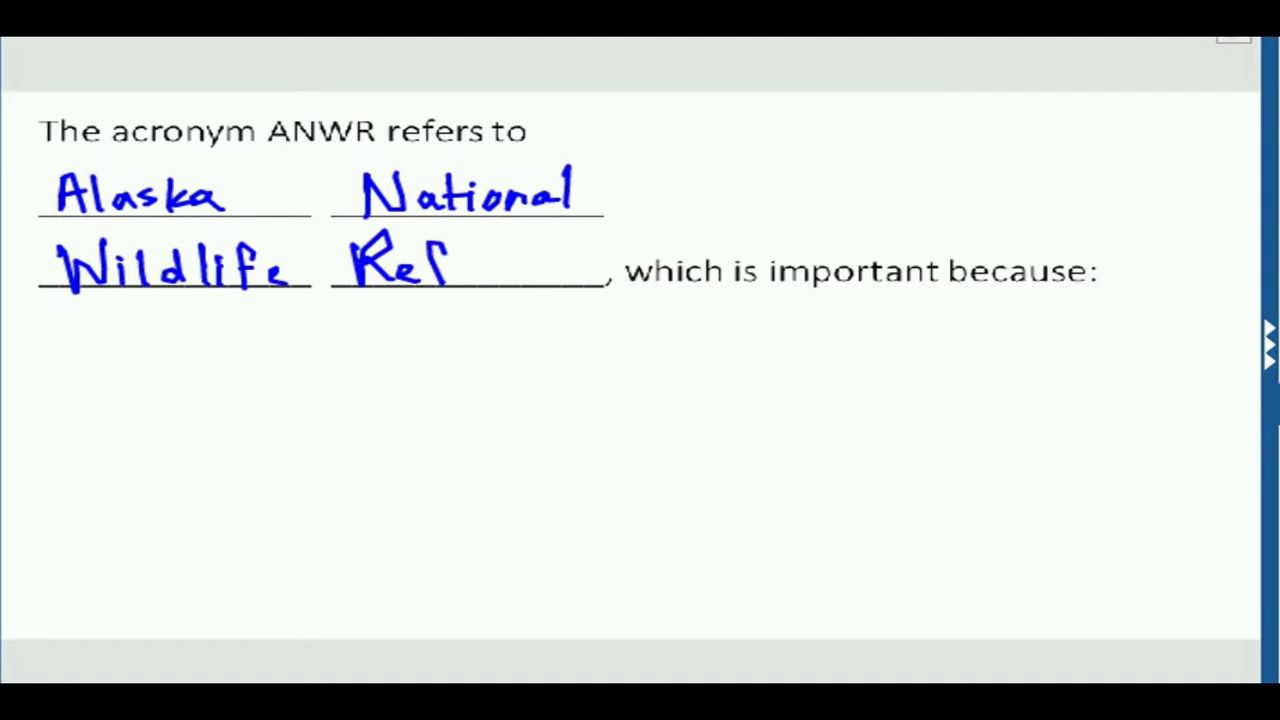 The acronym ANWR refers to
Alaska National
Wildlife Ref, which is important because: